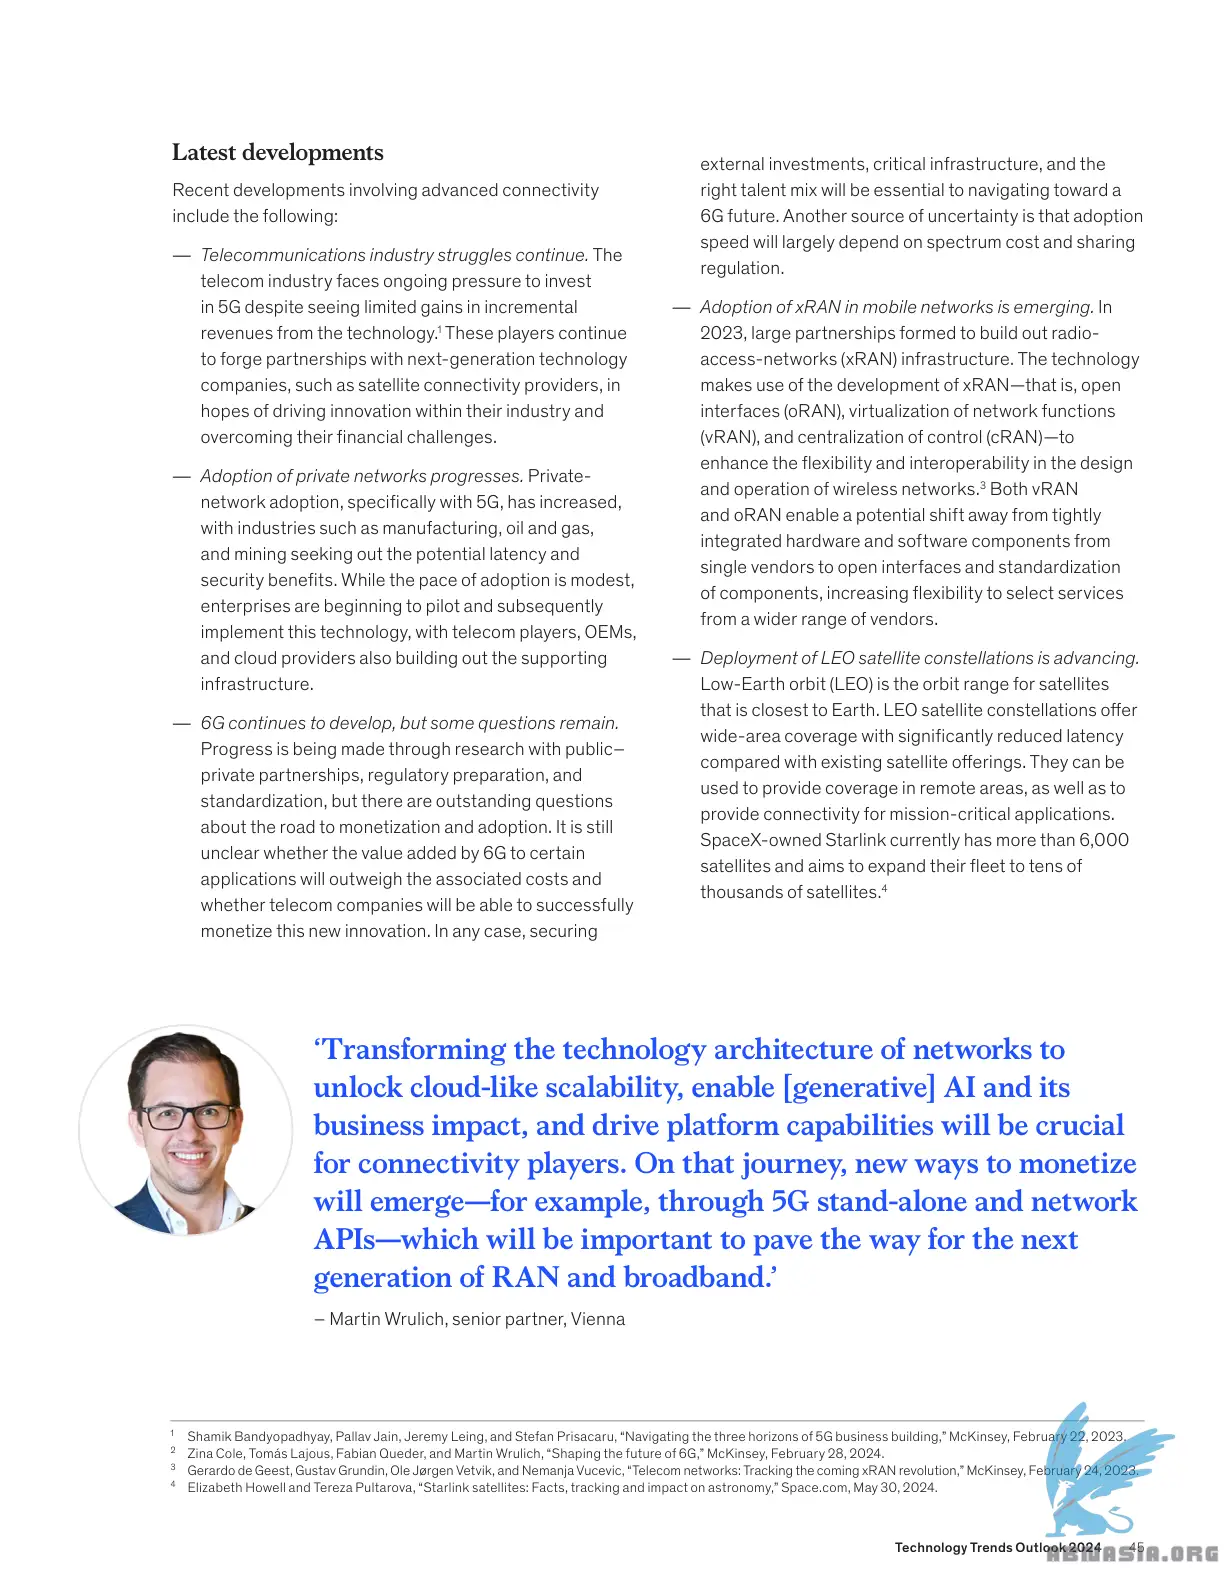 Latest developments
Recent developments involving advanced connectivity
include the following:
— Telecommunications industry struggles continue. The
telecom industry faces ongoing pressure to invest
in 5G despite seeing limited gains in incremental
revenues from the technology.¹ These players continue
to forge partnerships with next-generation technology
companies, such as satellite connectivity providers, in
hopes of driving innovation within their industry and
overcoming their financial challenges.
— Adoption of private networks progresses. Private-
network adoption, specifically with 5G, has increased,
with industries such as manufacturing, oil and gas,
and mining seeking out the potential latency and
security benefits. While the pace of adoption is modest,
enterprises are beginning to pilot and subsequently
implement this technology, with telecom players, OEMs,
and cloud providers also building out the supporting
infrastructure.
— 6G continues to develop, but some questions remain.
Progress is being made through research with public–
private partnerships, regulatory preparation, and
standardization, but there are outstanding questions
about the road to monetization and adoption. It is still
unclear whether the value added by 6G to certain
applications will outweigh the associated costs and
whether telecom companies will be able to successfully
monetize this new innovation. In any case, securing
external investments, critical infrastructure, and the
right talent mix will be essential to navigating toward a
6G future. Another source of uncertainty is that adoption
speed will largely depend on spectrum cost and sharing
regulation.
— Adoption of xRAN in mobile networks is emerging. In
2023, large partnerships formed to build out radio-
access-networks (xRAN) infrastructure. The technology
makes use of the development of xRAN—that is, open
interfaces (oRAN), virtualization of network functions
(vRAN), and centralization of control (cRAN)—to
enhance the flexibility and interoperability in the design
and operation of wireless networks.³ Both vRAN
and oRAN enable a potential shift away from tightly
integrated hardware and software components from
single vendors to open interfaces and standardization
of components, increasing flexibility to select services
from a wider range of vendors.
— Deployment of LEO satellite constellations is advancing.
Low-Earth orbit (LEO) is the orbit range for satellites
that is closest to Earth. LEO satellite constellations offer
wide-area coverage with significantly reduced latency
compared with existing satellite offerings. They can be
used to provide coverage in remote areas, as well as to
provide connectivity for mission-critical applications.
SpaceX-owned Starlink currently has more than 6,000
satellites and aims to expand their fleet to tens of
thousands of satellites.⁴
‘Transforming the technology architecture of networks to
unlock cloud-like scalability, enable [generative] AI and its
business impact, and drive platform capabilities will be crucial
for connectivity players. On that journey, new ways to monetize
will emerge—for example, through 5G stand-alone and network
APIs—which will be important to pave the way for the next
generation of RAN and broadband.’
– Martin Wrulich, senior partner, Vienna
¹ Shamik Bandyopadhyay, Pallav Jain, Jeremy Leing, and Stefan Prisacaru, “Navigating the three horizons of 5G business building,” McKinsey, February 22, 2023.
² Zina Cole, Tomás Lajous, Fabian Queder, and Martin Wrulich, “Shaping the future of 6G,” McKinsey, February 28, 2024.
³ Gerardo de Geest, Gustav Grundin, Ole Jørgen Vetvik, and Nemanja Vucevic, “Telecom networks: Tracking the coming xRAN revolution,” McKinsey, February 24, 2023.
⁴ Elizabeth Howell and Tereza Pultarova, “Starlink satellites: Facts, tracking and impact on astronomy,” Space.com, May 30, 2024.
Technology Trends Outlook 2024 45
ABWASIA.ORG